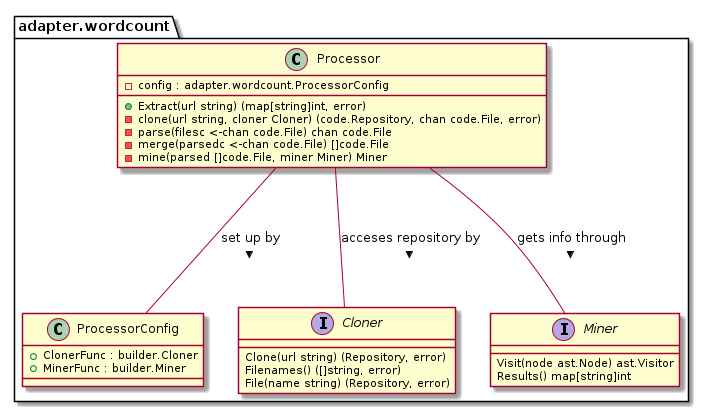 adapter.wordcount
C Processor
config : adapter.wordcount.ProcessorConfig
Extract(url string) (map[string]int, error)
clone(url string, cloner Cloner) (code.Repository, chan code.File, error)
parse(filesc <-chan code.File) chan code.File
merge(parsedc <-chan code.File) []code.File
mine(parsed []code.File, miner Miner) Miner
set up by
acceses repository by
gets info through
C ProcessorConfig
ClonerFunc : builder.Cloner
MinerFunc : builder.Miner
I Cloner
Clone(url string) (Repository, error)
Filenames() ([]string, error)
File(name string) (Repository, error)
I Miner
Visit(node ast.Node) ast.Visitor
Results() map[string]int